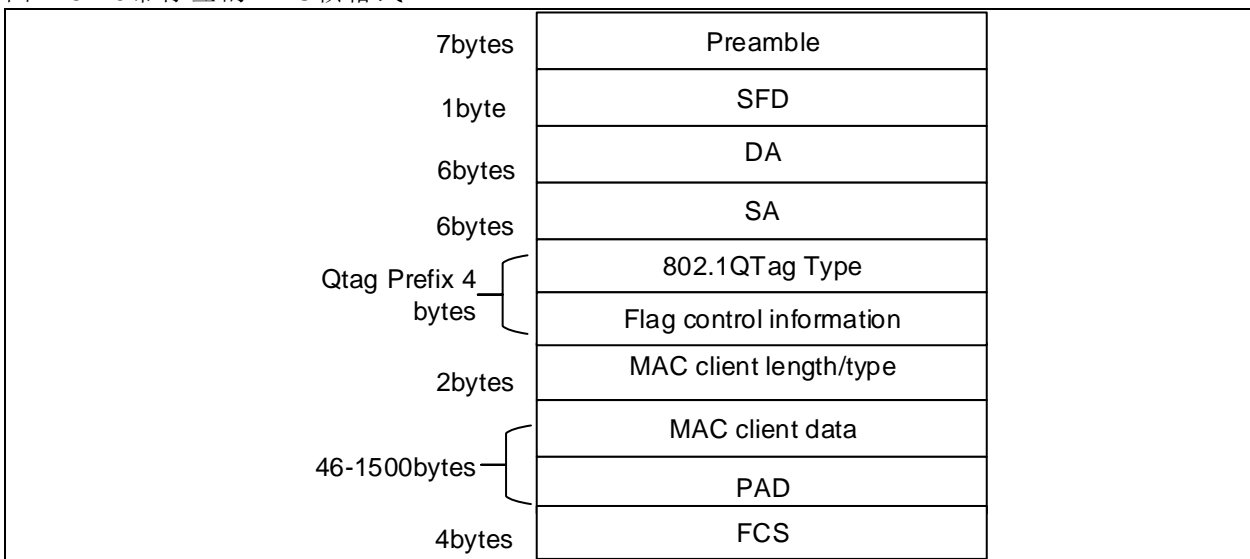 7bytes Preamble
1byte SFD
6bytes DA
6bytes SA
Qtag Prefix 4 bytes
802.1QTag Type
Flag control information
2bytes MAC client length/type
46-1500bytes
MAC client data
PAD
4bytes FCS